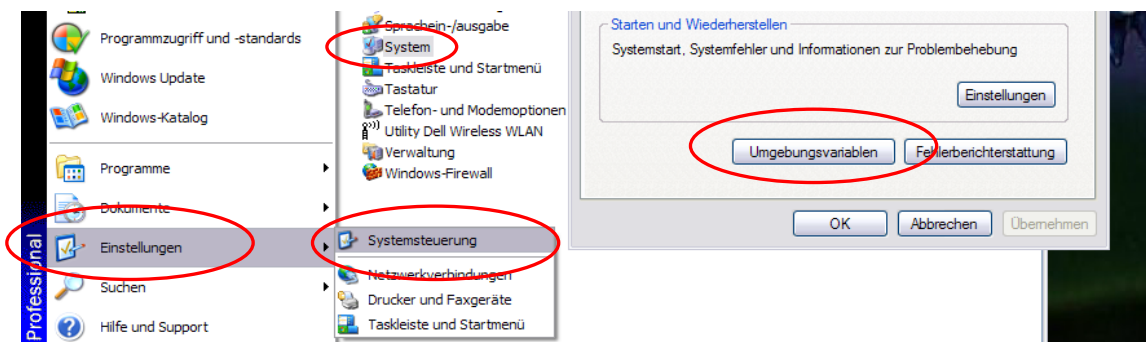 Programmzugriff und -standards
Windows Update
Windows-Katalog
Programme
Dokumente
Einstellungen
Suchen
Hilfe und Support
Professional
Sprachein-/ausgabe
System
Taskleiste und Startmenü
Tastatur
Telefon- und Modemoptionen
Utility Dell Wireless WLAN
Verwaltung
Windows-Firewall
Systemsteuerung
Netzwerkverbindungen
Drucker und Faxgeräte
Taskleiste und Startmenü
Starten und Wiederherstellen
Systemstart, Systemfehler und Informationen zur Problembehebung
Einstellungen
Umgebungsvariablen
Fehlerberichterstattung
OK
Abbrechen
Übernehmen